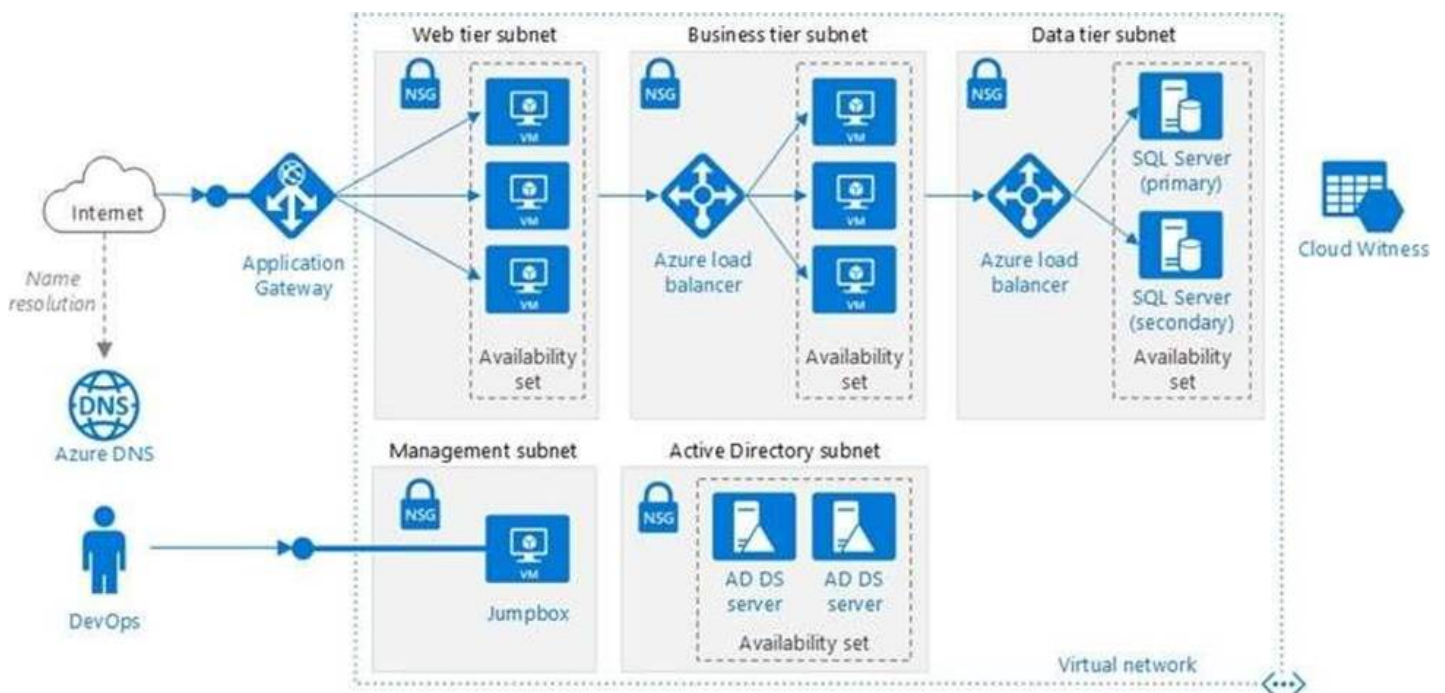 Web tier subnet
Business tier subnet
Data tier subnet
NSG
NSG
NSG
VM
VM
VM
VM
VM
VM
Internet
Application
Gateway
Azure load
balancer
Azure load
balancer
SQL Server
(primary)
SQL Server
(secondary)
Cloud Witness
Name
resolution
Availability
set
Availability
set
Availability
set
DNS
Azure DNS
Management subnet
Active Directory subnet
NSG
NSG
VM
Jumpbox
AD DS
server
AD DS
server
Availability set
DevOps
Virtual network